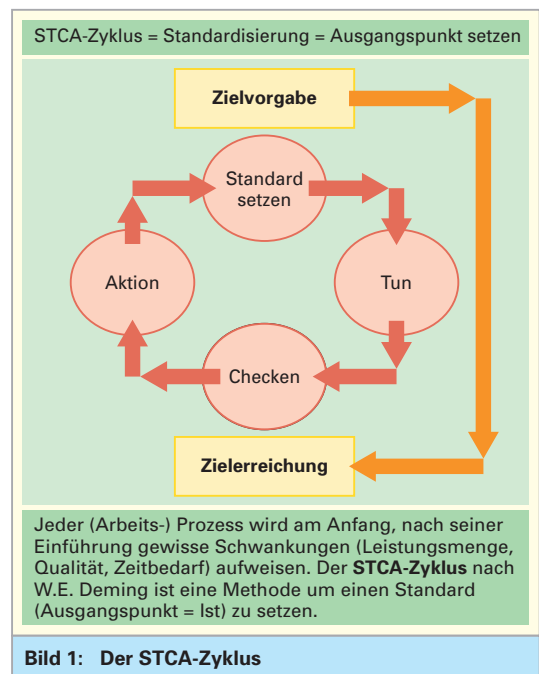 STCA-Zyklus = Standardisierung = Ausgangspunkt setzen
Zielvorgabe
Standard
setzen
Aktion
Tun
Checken
Zielerreichung
Jeder (Arbeits-) Prozess wird am Anfang, nach seiner
Einführung gewisse Schwankungen (Leistungsmenge,
Qualität, Zeitbedarf) aufweisen. Der STCA-Zyklus nach
W.E. Deming ist eine Methode um einen Standard
(Ausgangspunkt = Ist) zu setzen.
Bild 1: Der STCA-Zyklus